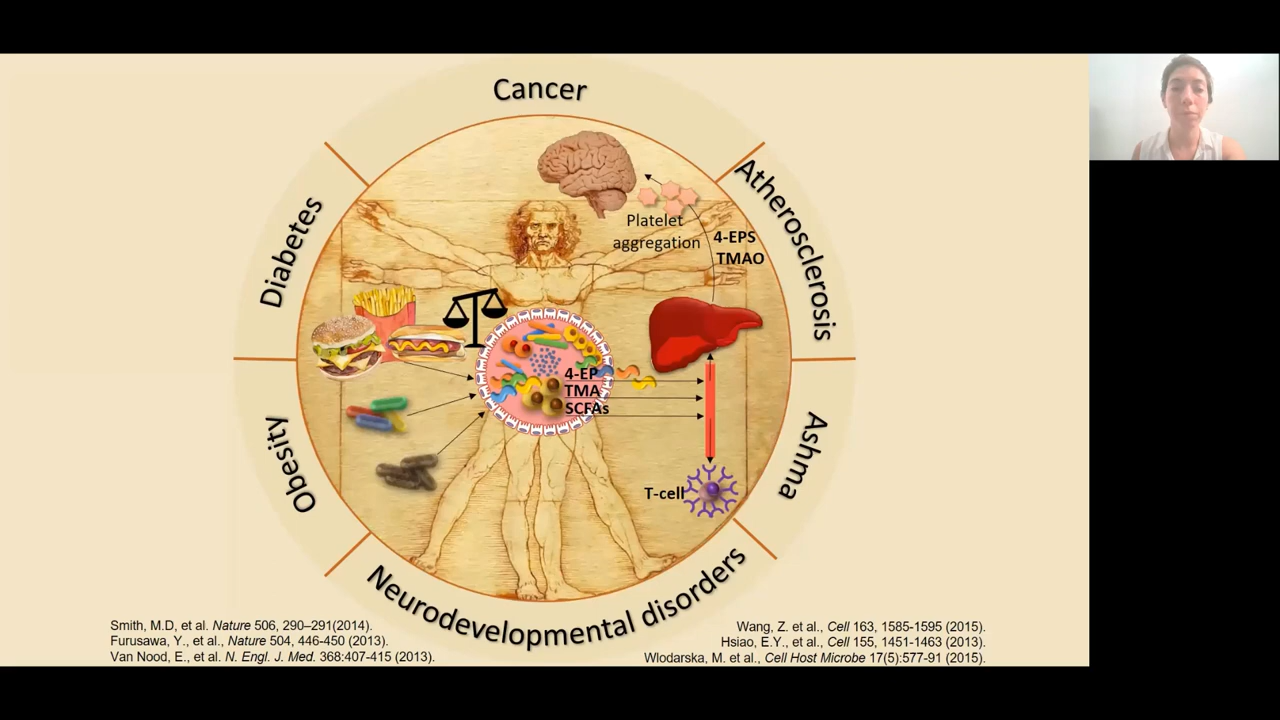 Cancer
Diabetes
Atherosclerosis
Platelet
aggregation
4-EPS
TMAO
4-EP
TMA
SCFAs
Obesity
Asthma
T-cell
Neurodevelopmental disorders
Smith, M.D, et al. Nature 506, 290–291(2014).
Furusawa, Y., et al., Nature 504, 446-450 (2013).
Van Nood, E., et al. N. Engl. J. Med. 368:407-415 (2013).
Wang, Z. et al., Cell 163, 1585-1595 (2015).
Hsiao, E.Y., et al., Cell 155, 1451-1463 (2013).
Wlodarska, M. et al., Cell Host Microbe 17(5):577-91 (2015).